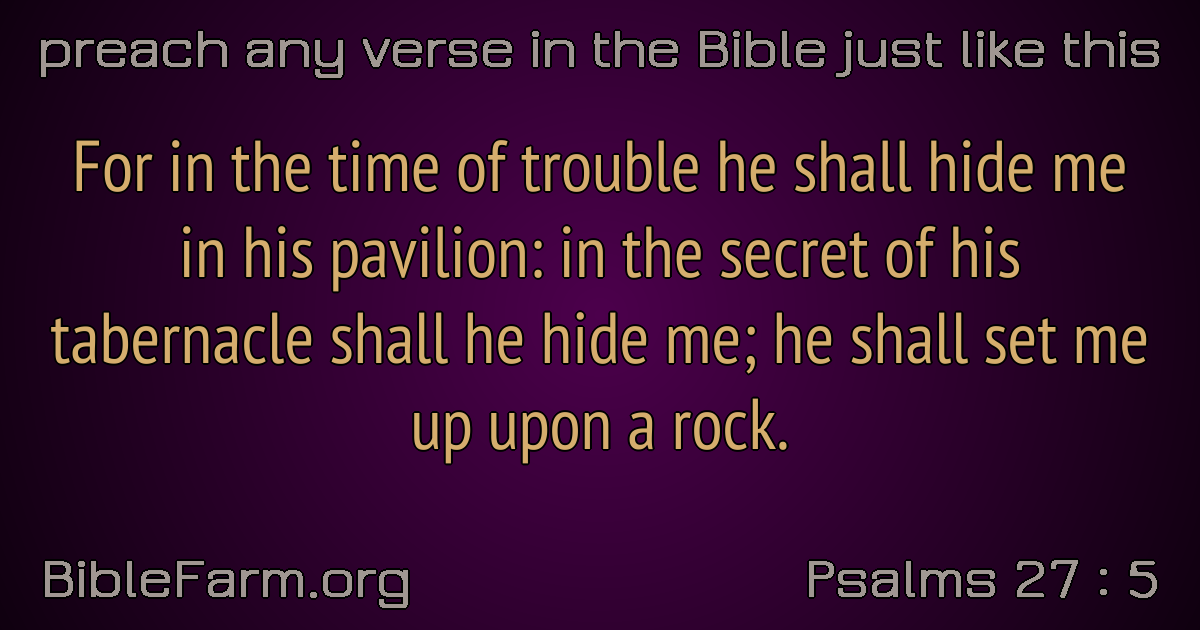 preach any verse in the Bible just like this
For in the time of trouble he shall hide me
in his pavilion: in the secret of his
tabernacle shall he hide me; he shall set me
up upon a rock.
BibleFarm.org
Psalms 27 : 5